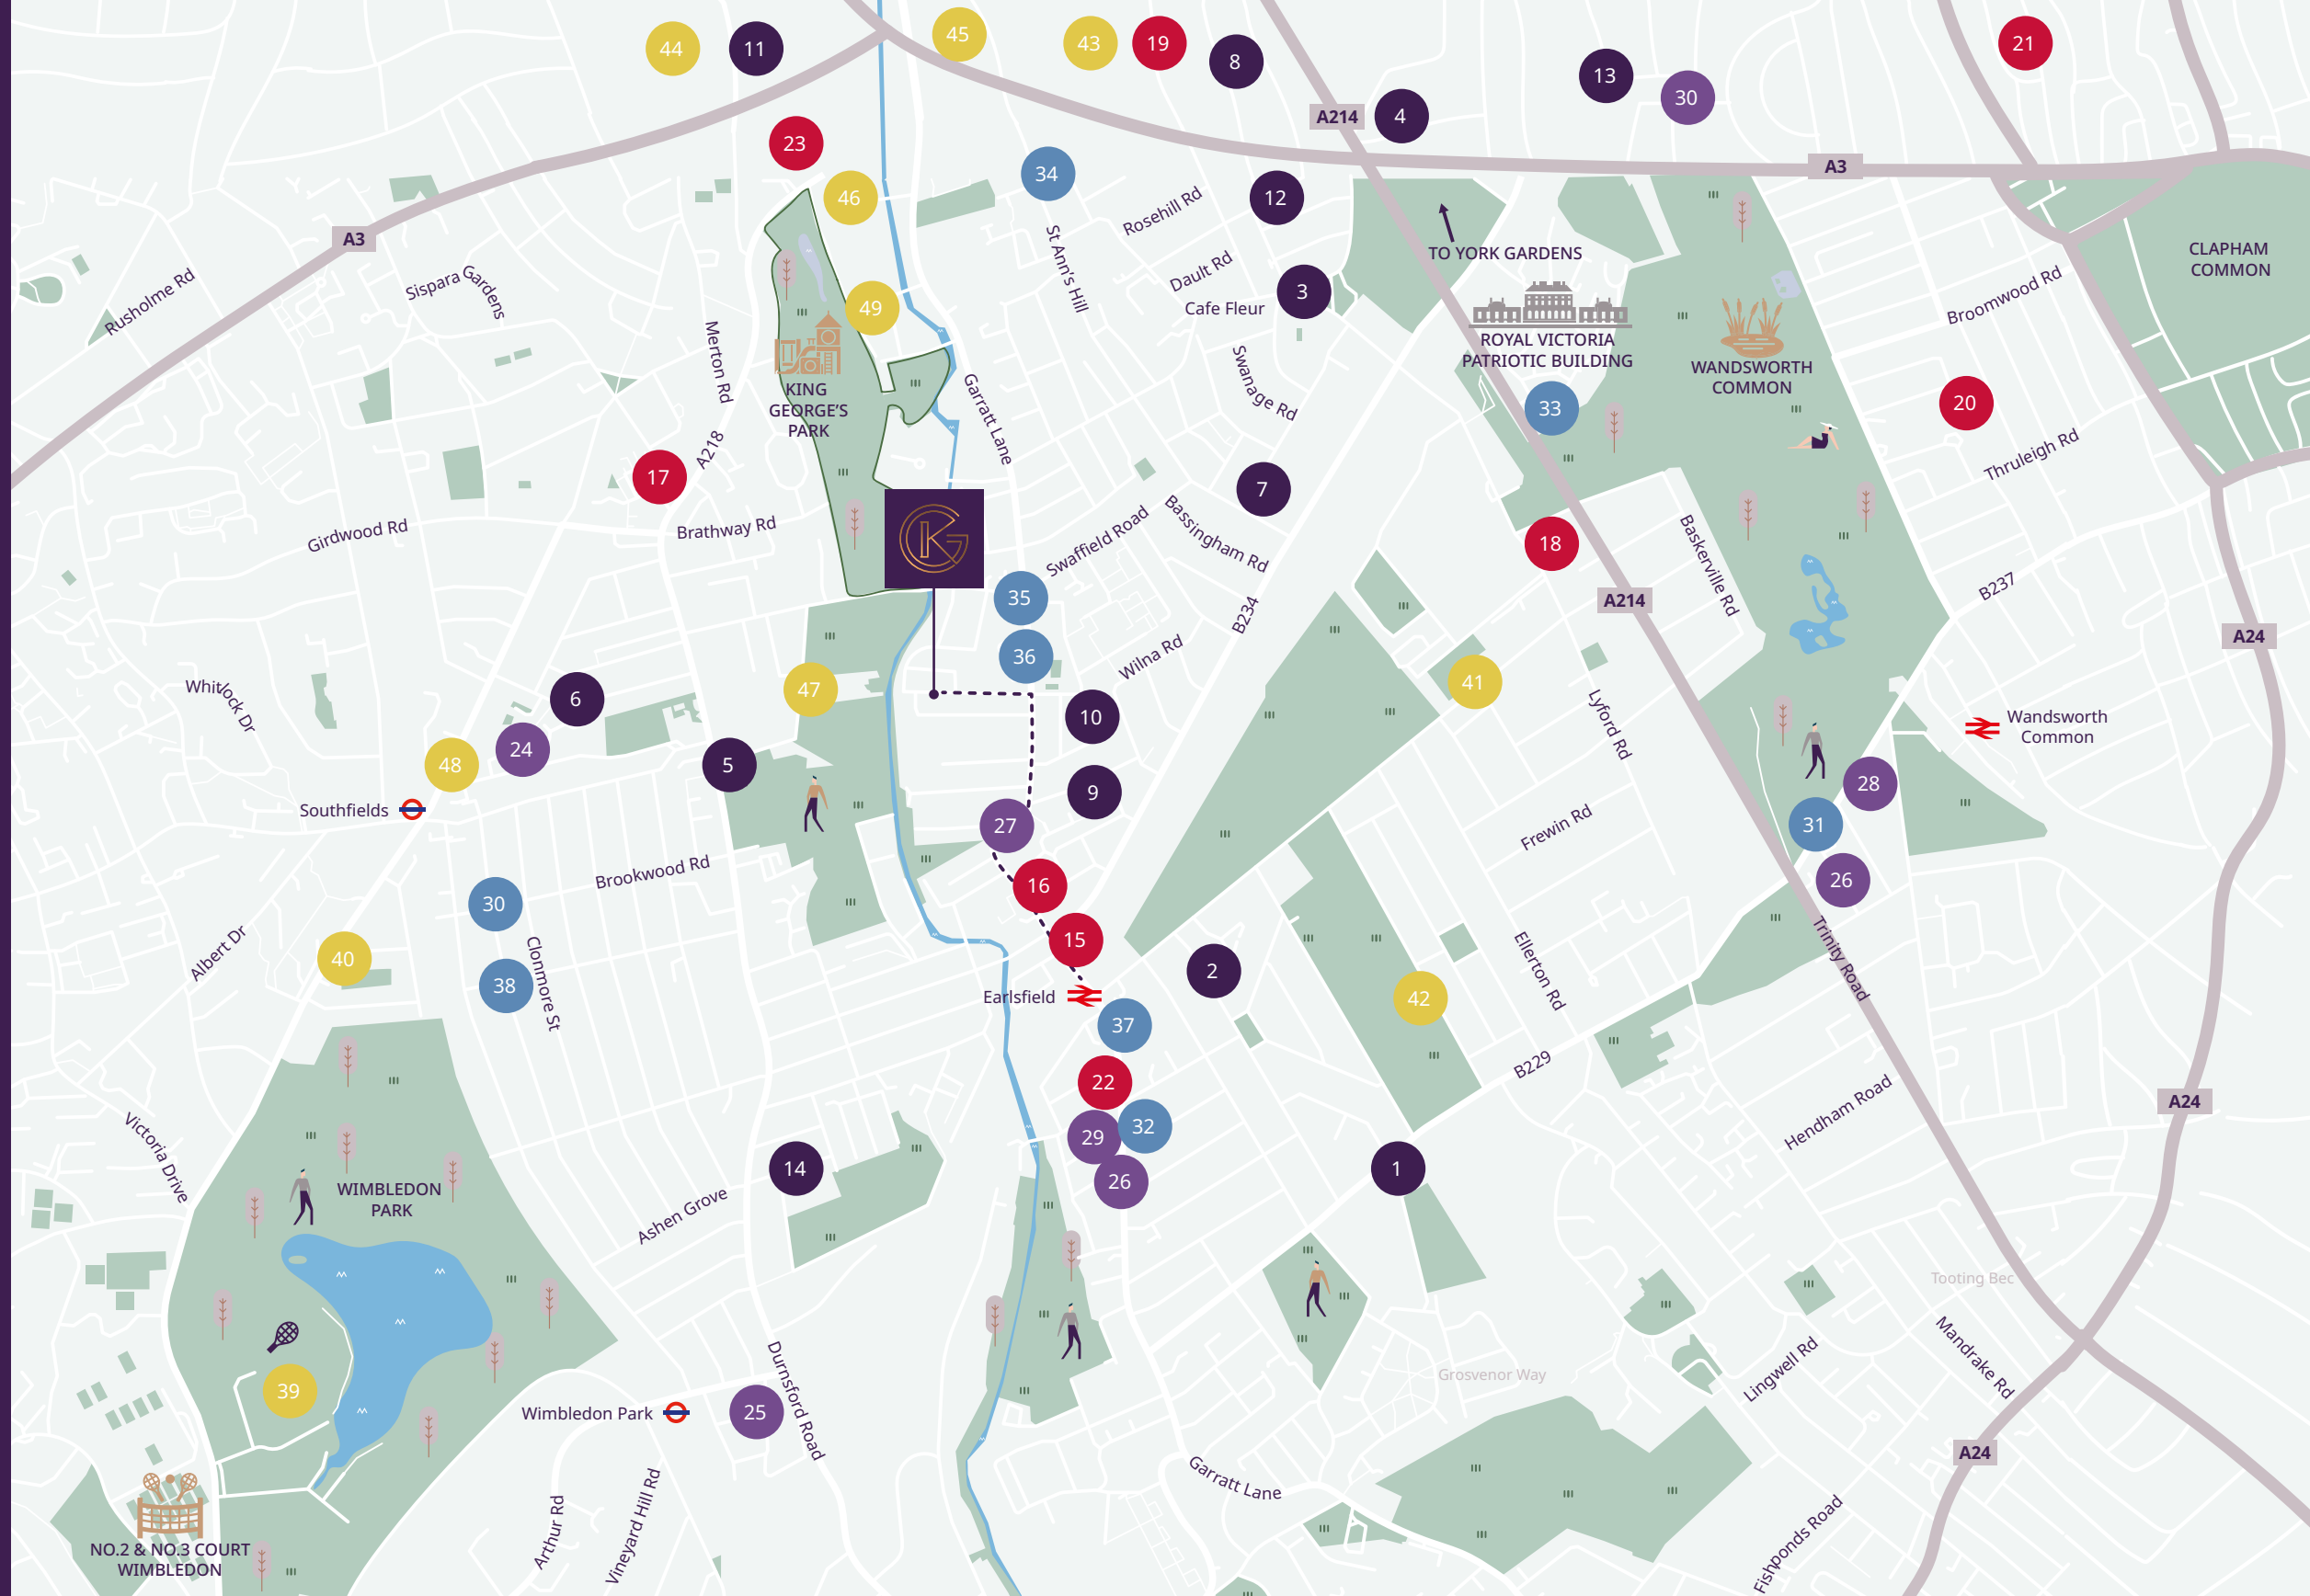 44
11
45
43
19
8
13
30
21
A214
4
23
34
A3
46
12
Rosehill Rd
A3
St Ann's Hill
TO YORK GARDENS
CLAPHAM
COMMON
Rusholme Rd
Sispara Gardens
Dault Rd
Cafe Fleur
3
49
Broomwood Rd
Merton Rd
ROYAL VICTORIA
PATRIOTIC BUILDING
WANDSWORTH
COMMON
KING
GEORGE’S
PARK
Garratt Lane
Swanage Rd
33
20
A218
17
Thruleigh Rd
7
Girdwood Rd
Brathway Rd
KG
Swaffield Road
Bassingham Rd
18
Baskerville Rd
35
B234
A214
B237
A24
36
Wilna Rd
Whitlock Dr
6
47
41
10
Lyford Rd
Wandsworth
Common
24
48
5
9
28
Southfields
27
31
Frewin Rd
Brookwood Rd
16
26
30
Albert Dr
40
Clonmore St
38
15
2
Ellerton Rd
Trinity Road
Earlsfield
42
37
B229
22
A24
Hendham Road
Victoria Drive
29
32
14
26
1
WIMBLEDON
PARK
Ashen Grove
Tooting Bec
39
Durnsford Road
Grosvenor Way
Lingwell Rd
Mandrake Rd
Wimbledon Park
25
A24
Garratt Lane
Arthur Rd
Vineyard Hill Rd
Fishponds Road
NO.2 & NO.3 COURT
WIMBLEDON